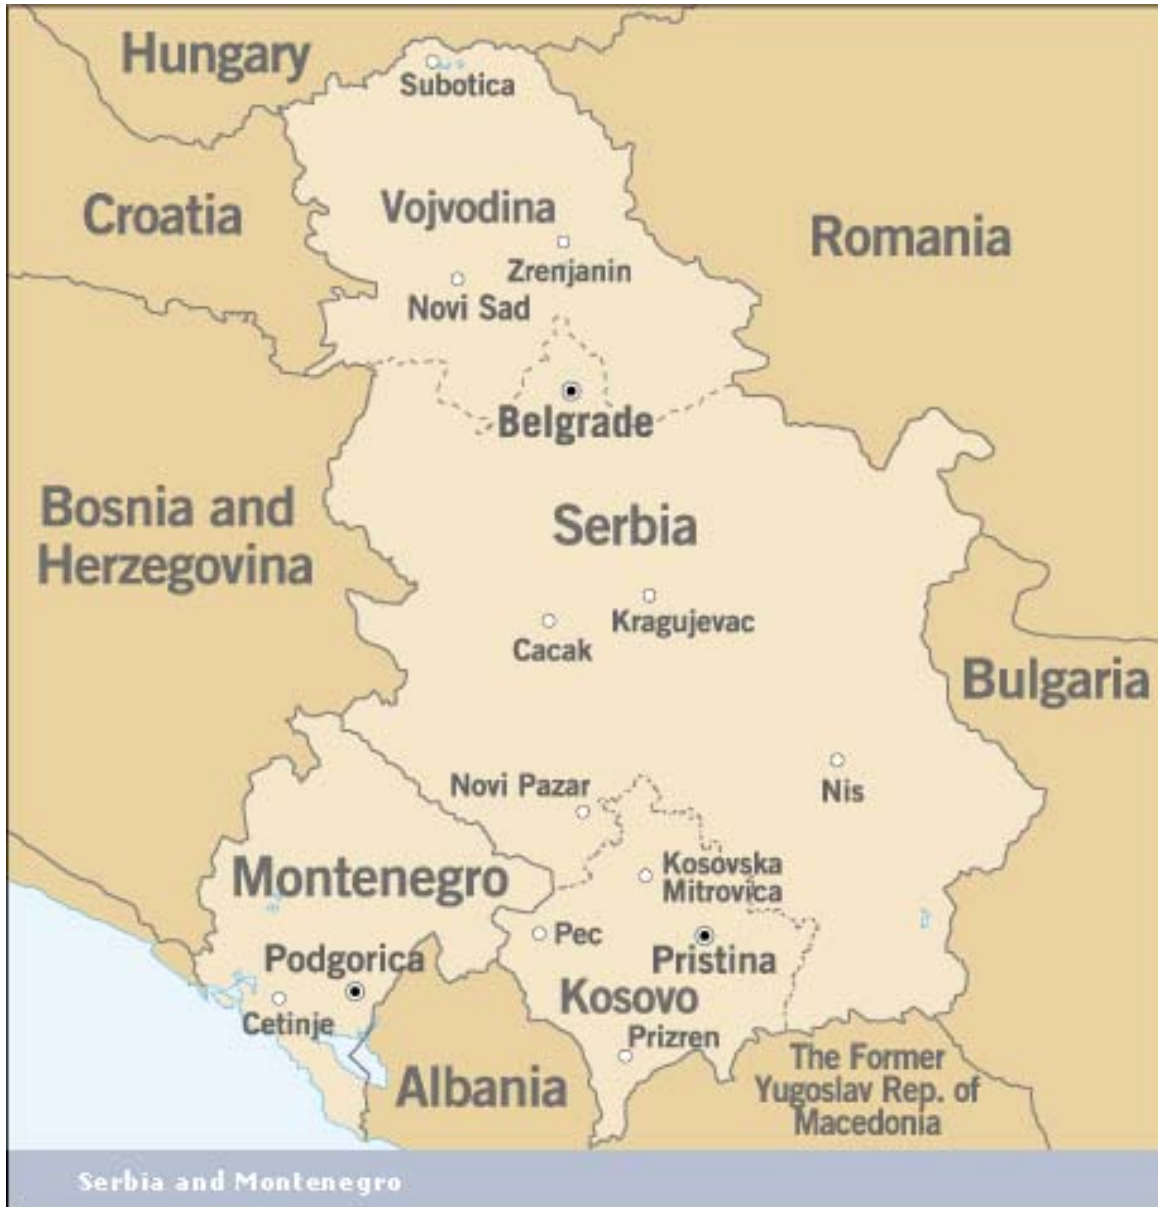 Hungary
Subotica
Croatia
Vojvodina
Romania
Zrenjanin
Novi Sad
Belgrade
Bosnia and
Herzegovina
Serbia
Kragujevac
Cacak
Bulgaria
Novi Pazar
Nis
Montenegro
Kosovska
Mitrovica
Pec
Podgorica
Pristina
Kosovo
Cetinje
Prizren
Albania
The Former
Yugoslav Rep. of
Macedonia
Serbia and Montenegro